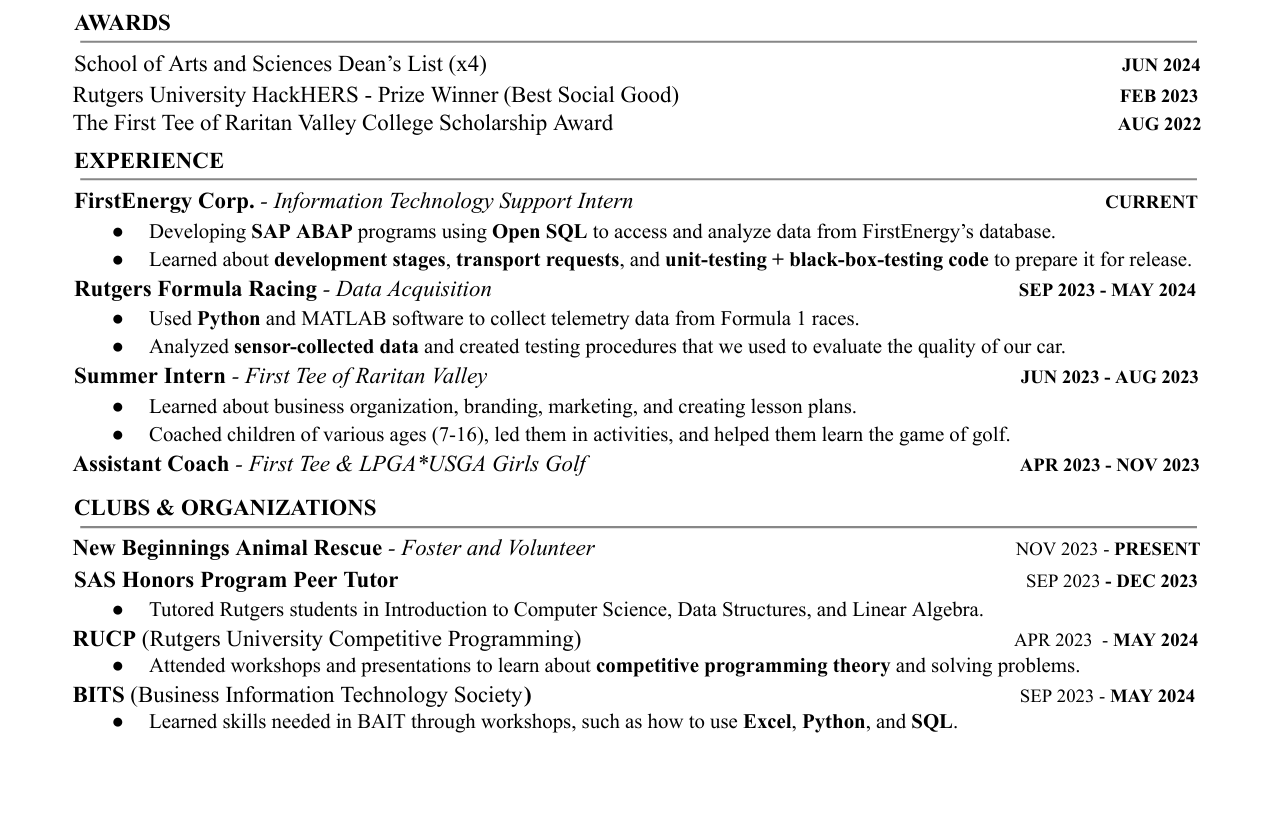 AWARDS
School of Arts and Sciences Dean’s List (x4) JUN 2024
Rutgers University HackHERS - Prize Winner (Best Social Good) FEB 2023
The First Tee of Raritan Valley College Scholarship Award AUG 2022
EXPERIENCE
FirstEnergy Corp. - Information Technology Support Intern CURRENT
● Developing SAP ABAP programs using Open SQL to access and analyze data from FirstEnergy’s database.
● Learned about development stages, transport requests, and unit-testing + black-box-testing code to prepare it for release.
Rutgers Formula Racing - Data Acquisition SEP 2023 - MAY 2024
● Used Python and MATLAB software to collect telemetry data from Formula 1 races.
● Analyzed sensor-collected data and created testing procedures that we used to evaluate the quality of our car.
Summer Intern - First Tee of Raritan Valley JUN 2023 - AUG 2023
● Learned about business organization, branding, marketing, and creating lesson plans.
● Coached children of various ages (7-16), led them in activities, and helped them learn the game of golf.
Assistant Coach - First Tee & LPGA*USGA Girls Golf APR 2023 - NOV 2023
CLUBS & ORGANIZATIONS
New Beginnings Animal Rescue - Foster and Volunteer NOV 2023 - PRESENT
SAS Honors Program Peer Tutor SEP 2023 - DEC 2023
● Tutored Rutgers students in Introduction to Computer Science, Data Structures, and Linear Algebra.
RUCP (Rutgers University Competitive Programming) APR 2023 - MAY 2024
● Attended workshops and presentations to learn about competitive programming theory and solving problems.
BITS (Business Information Technology Society) SEP 2023 - MAY 2024
● Learned skills needed in BAIT through workshops, such as how to use Excel, Python, and SQL.